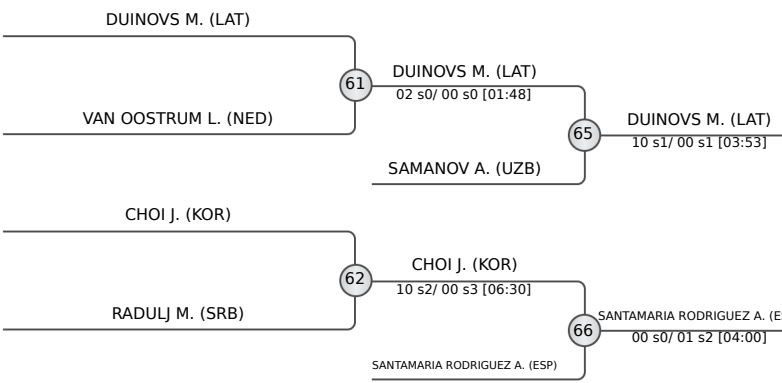 DUINOVS M. (LAT)
61
DUINOVS M. (LAT)
02 s0/ 00 s0 [01:48]
VAN OOSTRUM L. (NED)
65
DUINOVS M. (LAT)
10 s1/ 00 s1 [03:53]
SAMANOV A. (UZB)
CHOI J. (KOR)
62
CHOI J. (KOR)
10 s2/ 00 s3 [06:30]
RADULJ M. (SRB)
66
SANTAMARIA RODRIGUEZ A. (E
00 s0/ 01 s2 [04:00]
SANTAMARIA RODRIGUEZ A. (ESP)